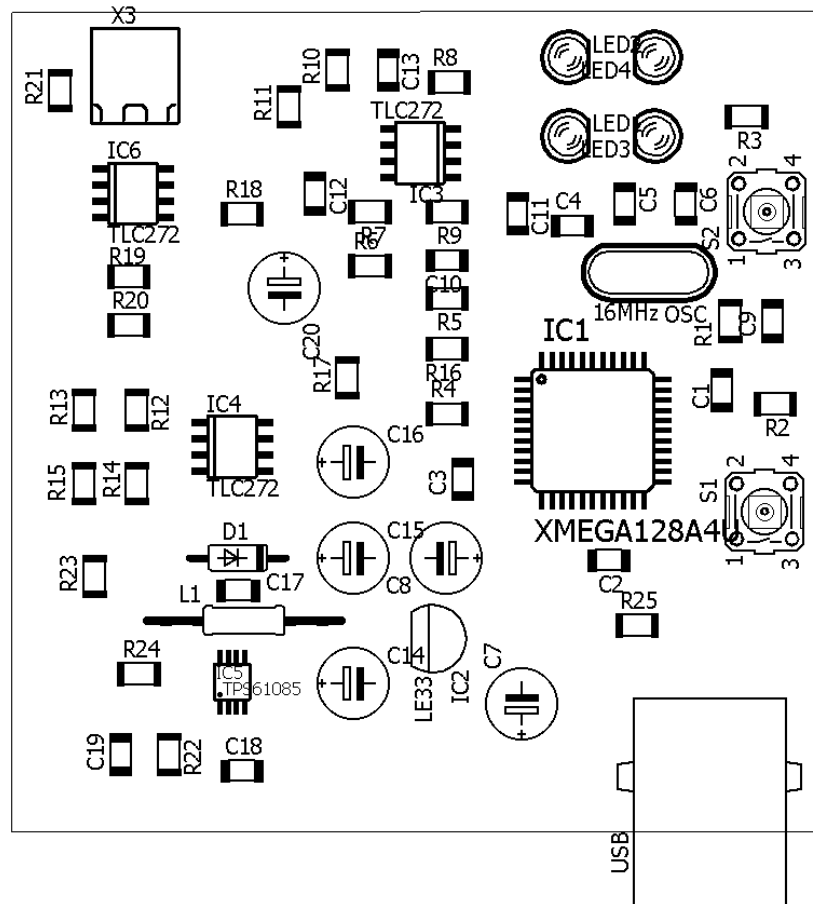 X3
R21
R10
C13
R8
LED2
LED4
R11
TLC272
LED1
LED3
R3
IC6
IC3
TLC272
R18
C12
R7
R9
C11
C4
C5
C6
2
4
S2
1
3
R19
R6
R20
C10
16MHz OSC
C20
R5
IC1
R1
C9
R17
R16
R4
C1
R2
R13
R12
IC4
C16
R15
R14
TLC272
C3
S1
2
4
XMEGA128A4U
1
3
D1
C15
R23
C17
C8
C2
L1
R25
R24
IC5
TPS61085
C14
LE33
IC2
C7
C19
R22
C18
USB